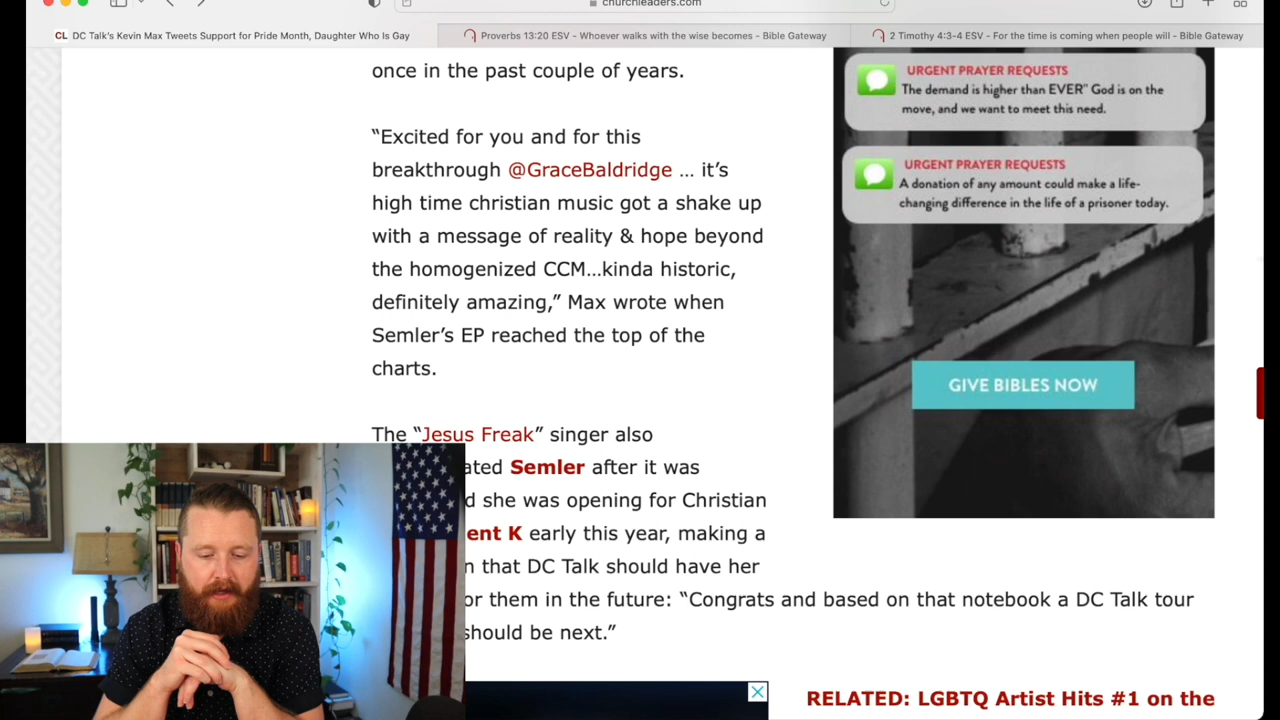 churchleaders.com
CL DC Talk's Kevin Max Tweets Support for Pride Month, Daughter Who Is Gay
Proverbs 13:20 ESV - Whoever walks with the wise becomes - Bible Gateway
2 Timothy 4:3-4 ESV - For the time is coming when people will - Bible Gateway
once in the past couple of years.
“Excited for you and for this
breakthrough @GraceBaldridge … it’s
high time christian music got a shake up
with a message of reality & hope beyond
the homogenized CCM…kinda historic,
definitely amazing,” Max wrote when
Semler’s EP reached the top of the
charts.
The “Jesus Freak” singer also
ated Semler after it was
d she was opening for Christian
ent K early this year, making a
n that DC Talk should have her
or them in the future: “Congrats and based on that notebook a DC Talk tour
should be next.”
RELATED: LGBTQ Artist Hits #1 on the
URGENT PRAYER REQUESTS
The demand is higher than EVER" God is on the
move, and we want to meet this need.
URGENT PRAYER REQUESTS
A donation of any amount could make a life-
changing difference in the life of a prisoner today.
GIVE BIBLES NOW